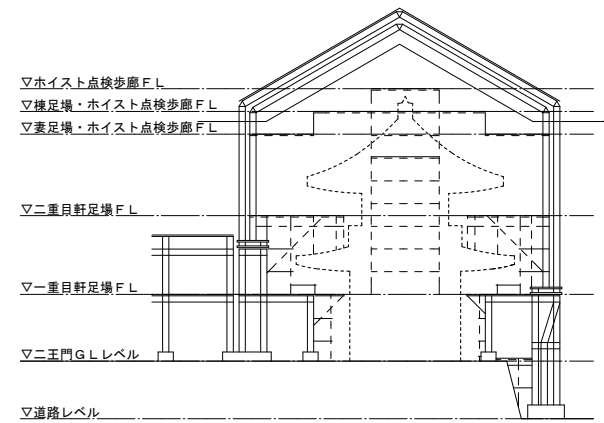 ▽ホイスト点検歩廊ＦＬ
▽棟足場・ホイスト点検歩廊ＦＬ
▽妻足場・ホイスト点検歩廊ＦＬ
▽二重目軒足場ＦＬ
▽一重目軒足場ＦＬ
▽二王門ＧＬレベル
▽道路レベル